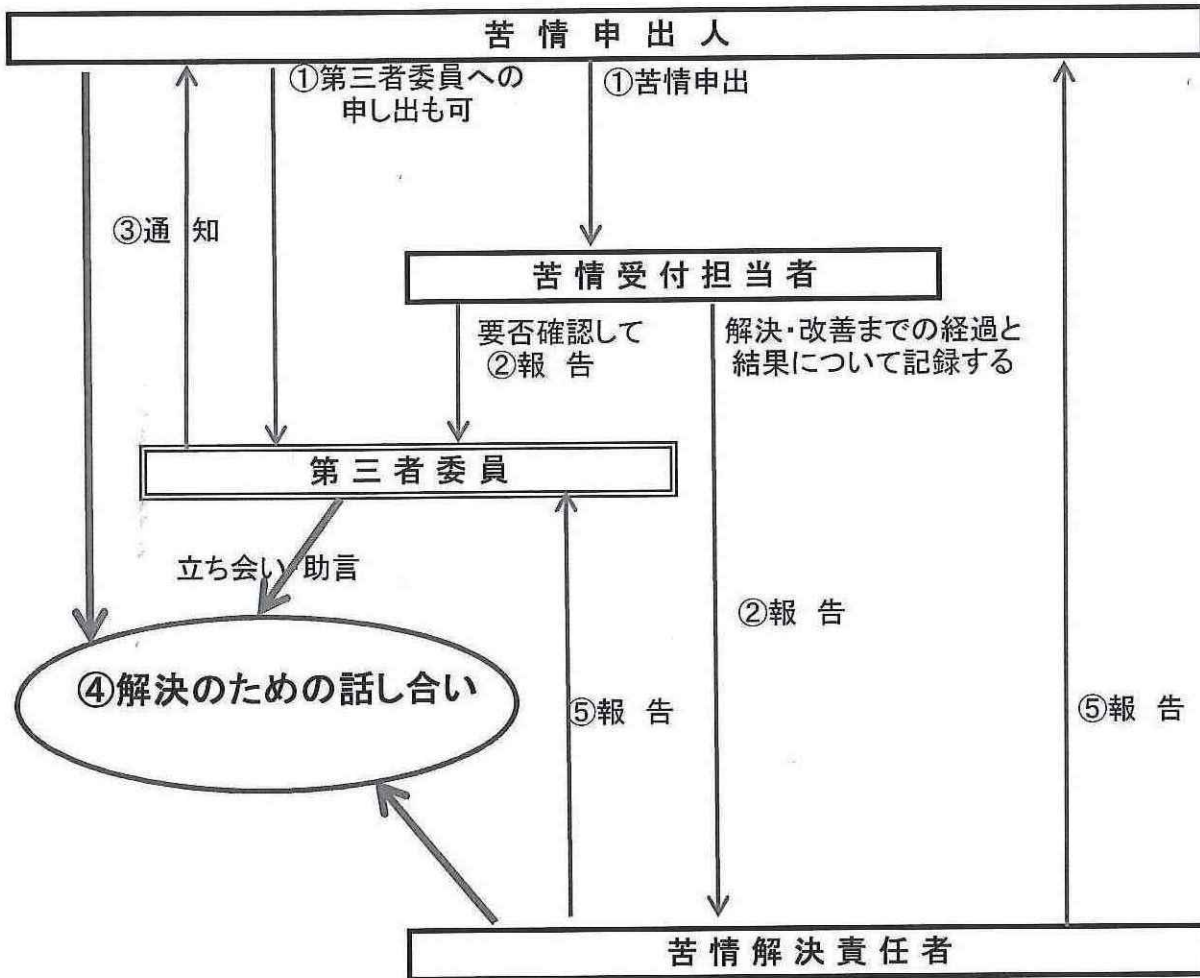 苦情申出人
①第三者委員への
申し出も可
①苦情申出
③通 知
苦情受付担当者
要否確認して
②報 告
解決・改善までの経過と
結果について記録する
第三者委員
立ち会い 助言
②報 告
④解決のための話し合い
⑤報 告
⑤報 告
苦情解決責任者